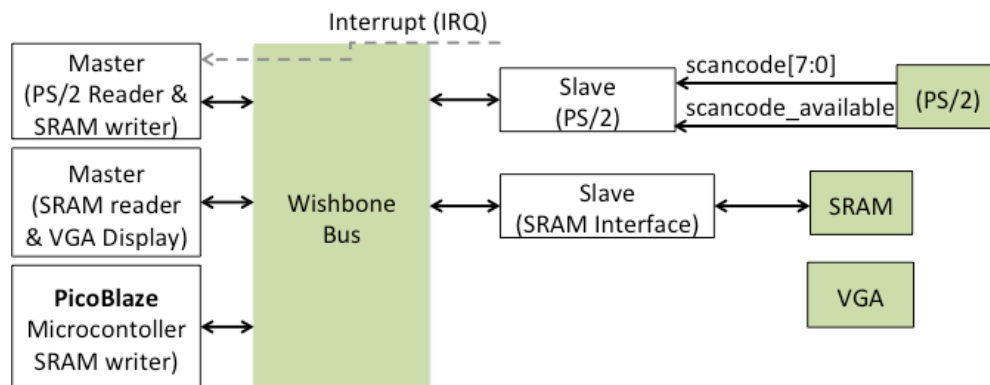 Interrupt (IRQ)
Master
(PS/2 Reader &
SRAM writer)
Slave
(PS/2)
scancode[7:0]
scancode_available
(PS/2)
Master
(SRAM reader
& VGA Display)
Wishbone
Bus
Slave
(SRAM Interface)
SRAM
PicoBlaze
Microcontoller
SRAM writer)
VGA